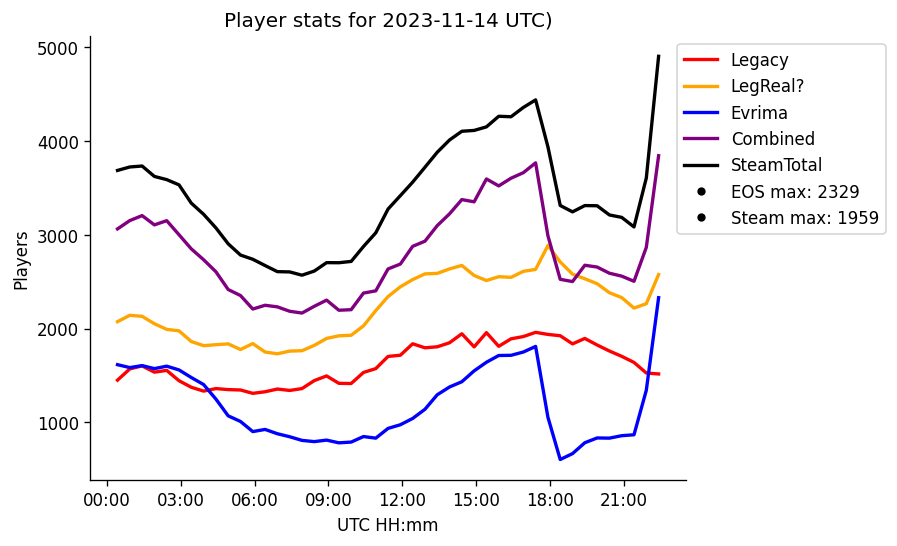 Player stats for 2023-11-14 UTC)
5000
4000
3000
2000
1000
Players
00:00 03:00 06:00 09:00 12:00 15:00 18:00 21:00
UTC HH:mm
Legacy
LegReal?
Evrima
Combined
SteamTotal
EOS max: 2329
Steam max: 1959